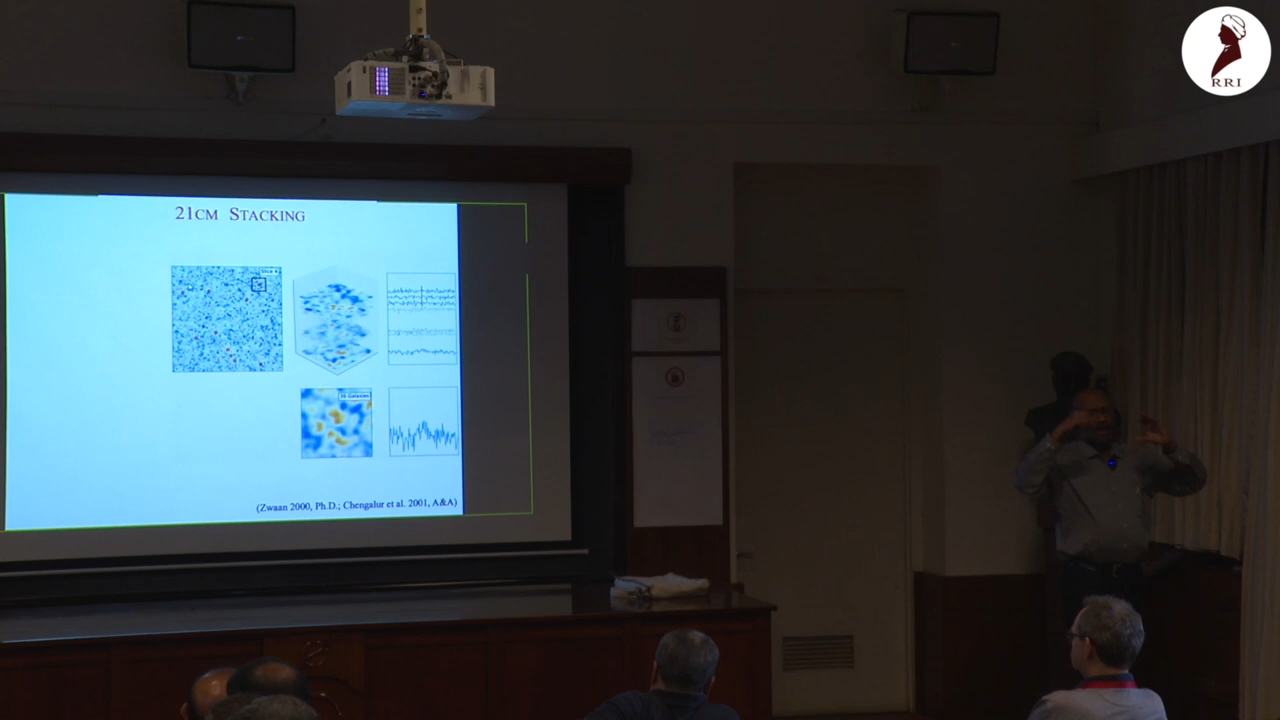 21CM STACKING
(Zwaan 2000, Ph.D.; Chengalur et al. 2001, A&A)
RRI